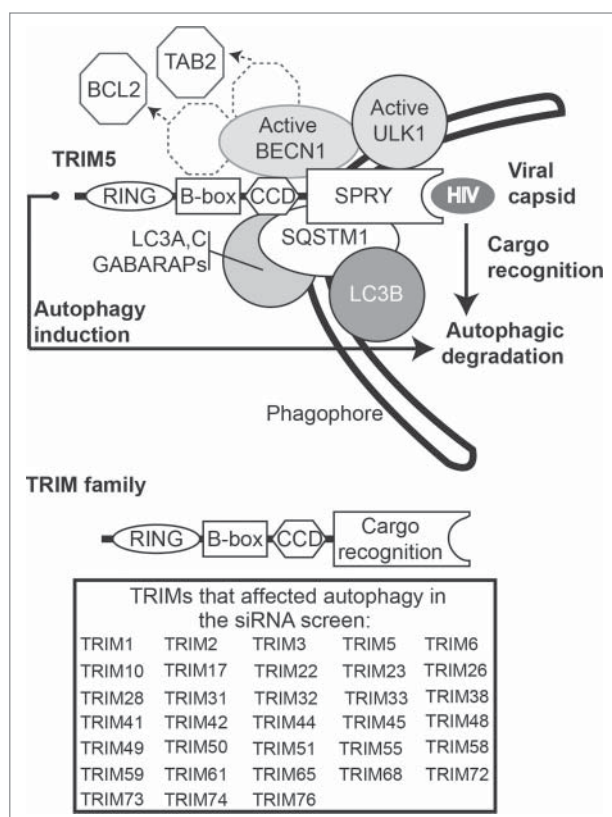 TAB2
BCL2
Active
BECN1
Active
ULK1
TRIM5
RING
B-box
CCD
SPRY
HIV
Viral
capsid
LC3A,C
GABARAPs
SQSTM1
LC3B
Cargo
recognition
Autophagy
induction
Autophagic
degradation
Phagophore
TRIM family
RING
B-box
CCD
Cargo
recognition
TRIMs that affected autophagy in
the siRNA screen:
TRIM1 TRIM2 TRIM3 TRIM5 TRIM6
TRIM10 TRIM17 TRIM22 TRIM23 TRIM26
TRIM28 TRIM31 TRIM32 TRIM33 TRIM38
TRIM41 TRIM42 TRIM44 TRIM45 TRIM48
TRIM49 TRIM50 TRIM51 TRIM55 TRIM58
TRIM59 TRIM61 TRIM65 TRIM68 TRIM72
TRIM73 TRIM74 TRIM76